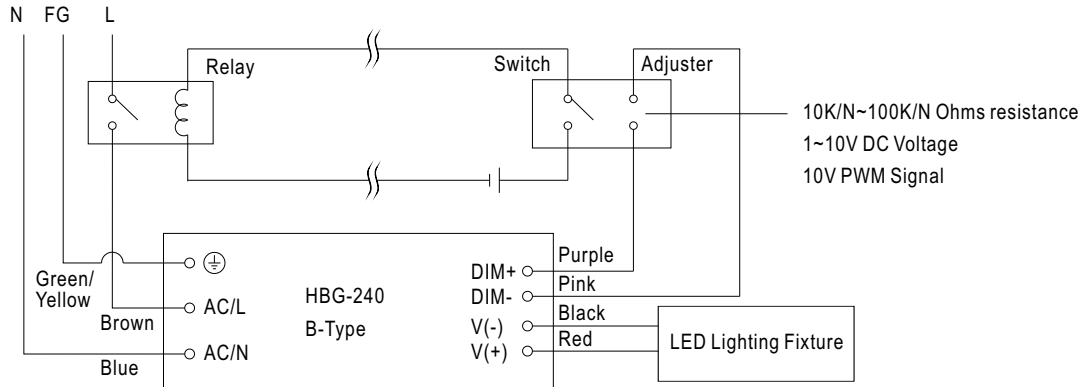 N FG L
Relay
Switch
Adjuster
10K/N~100K/N Ohms resistance
1~10V DC Voltage
10V PWM Signal
Green/
Yellow
Brown
Blue
AC/L
AC/N
HBG-240
B-Type
DIM+
DIM-
V(-)
V(+)
Purple
Pink
Black
Red
LED Lighting Fixture